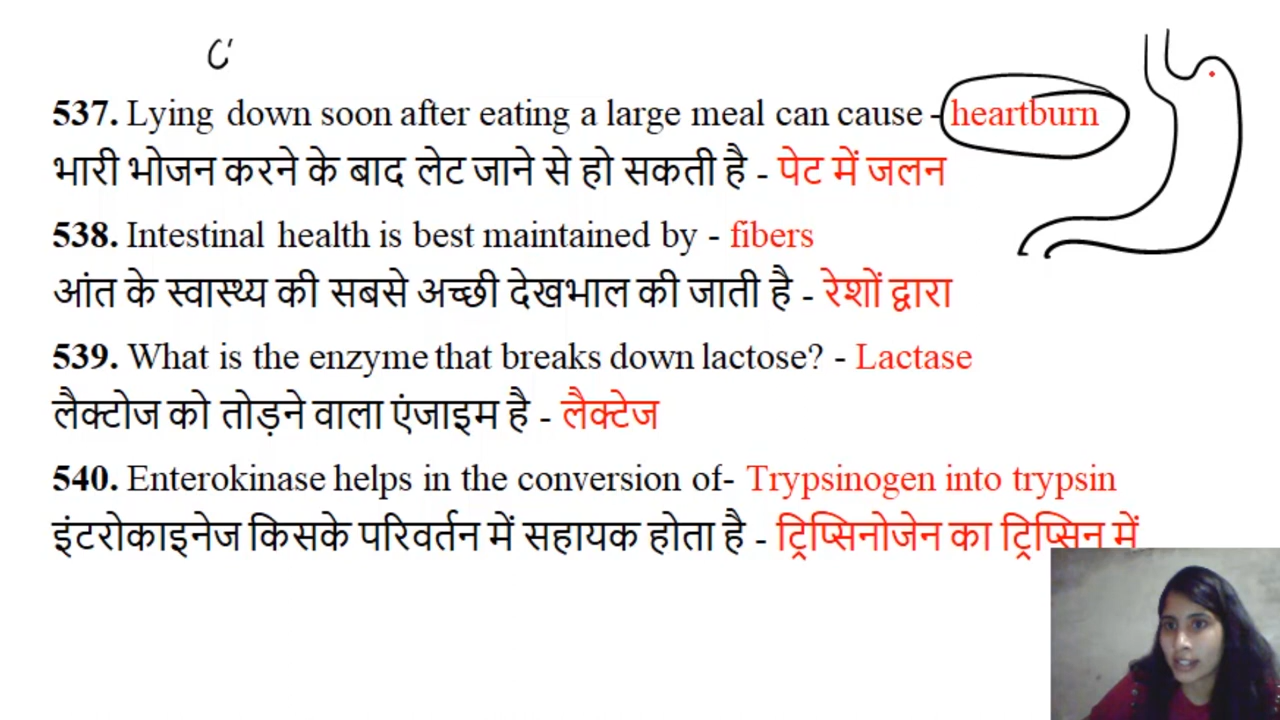 537. Lying down soon after eating a large meal can cause - heartburn
भारी भोजन करने के बाद लेट जाने से हो सकती है - पेट में जलन
538. Intestinal health is best maintained by - fibers
आंत के स्वास्थ्य की सबसे अच्छी देखभाल की जाती है - रेशों द्वारा
539. What is the enzyme that breaks down lactose? - Lactase
लैक्टोज को तोड़ने वाला एंजाइम है - लैक्टेज
540. Enterokinase helps in the conversion of- Trypsinogen into trypsin
इंटरोकाइनेज किसके परिवर्तन में सहायक होता है - ट्रिप्सिनोजेन का ट्रिप्सिन में